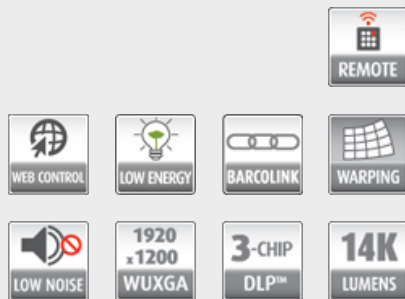 REMOTE
WEB CONTROL
LOW ENERGY
BARCOLINK
WARPING
LOW NOISE
1920
x1200
WUXGA
3-CHIP
DLP™
14K
LUMENS